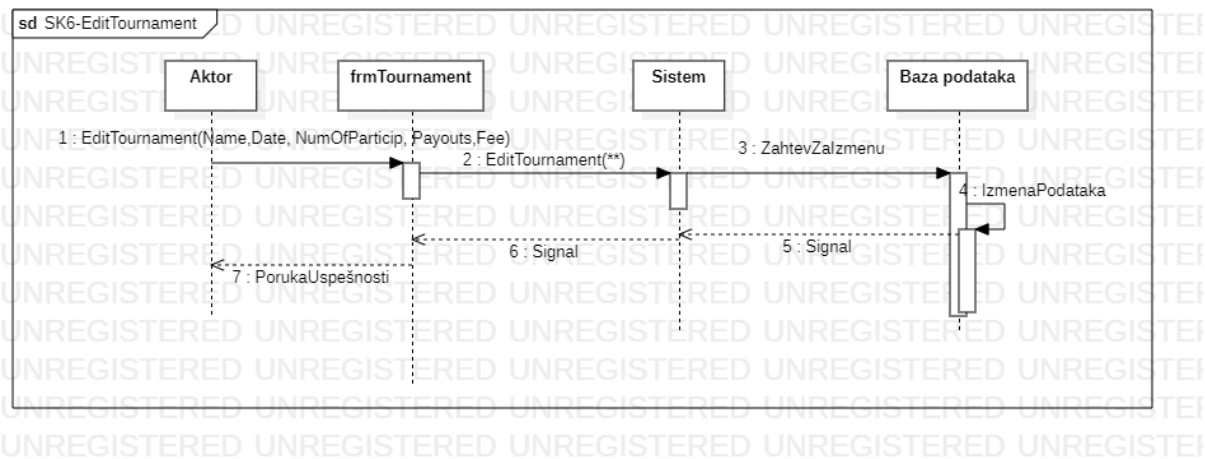 sd SK6-EditTournament
Aktor
frmTournament
Sistem
Baza podataka
1 : EditTournament(Name,Date, NumOfParticip, Payouts,Fee)
2 : EditTournament(**)
3 : ZahtevZaIzmenu
4 : IzmenaPodataka
5 : Signal
6 : Signal
7 : PorukaUspešnosti
UNREGISTERED